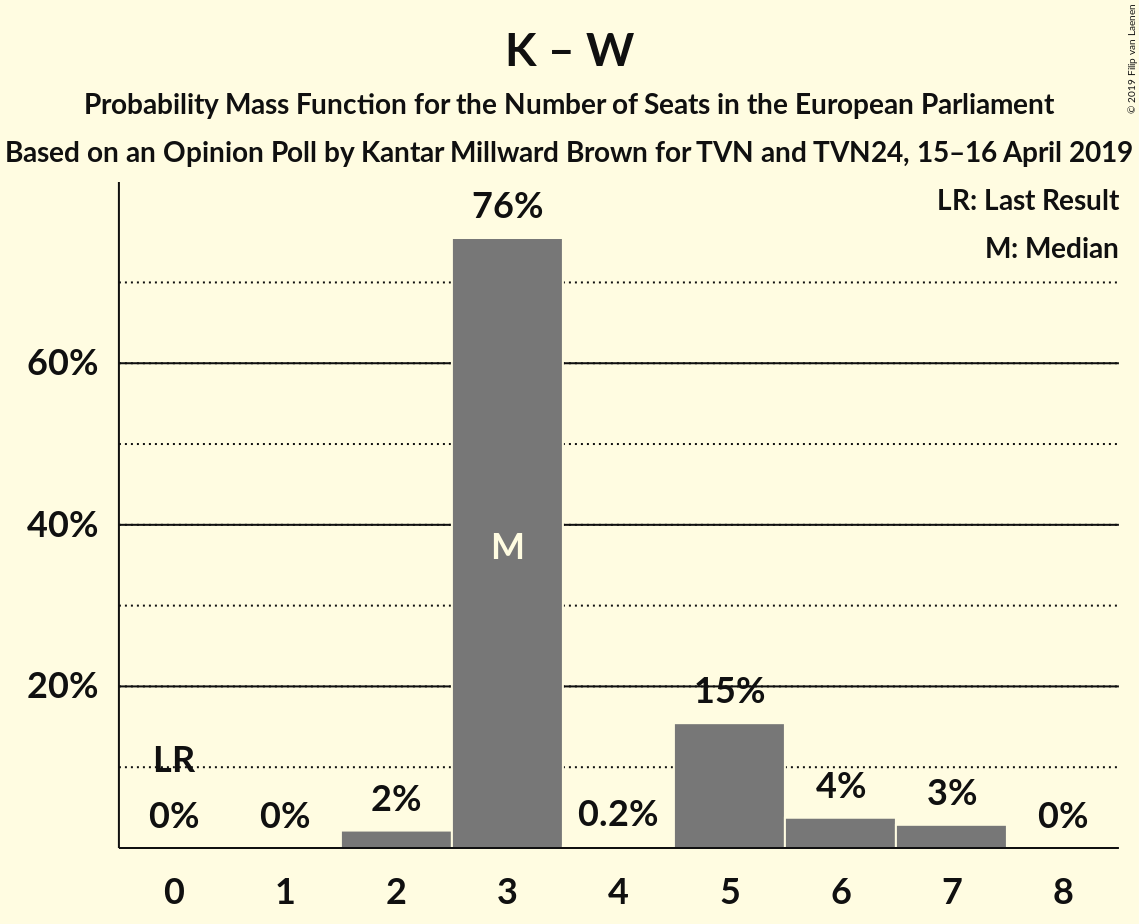 K – W
Probability Mass Function for the Number of Seats in the European Parliament
Based on an Opinion Poll by Kantar Millward Brown for TVN and TVN24, 15–16 April 2019
© 2019 Filip van Laenen
LR: Last Result
M: Median
76%
60%
40%
M
20%
15%
LR
0%
0%
2%
0.2%
4%
3%
0%
0 1 2 3 4 5 6 7 8